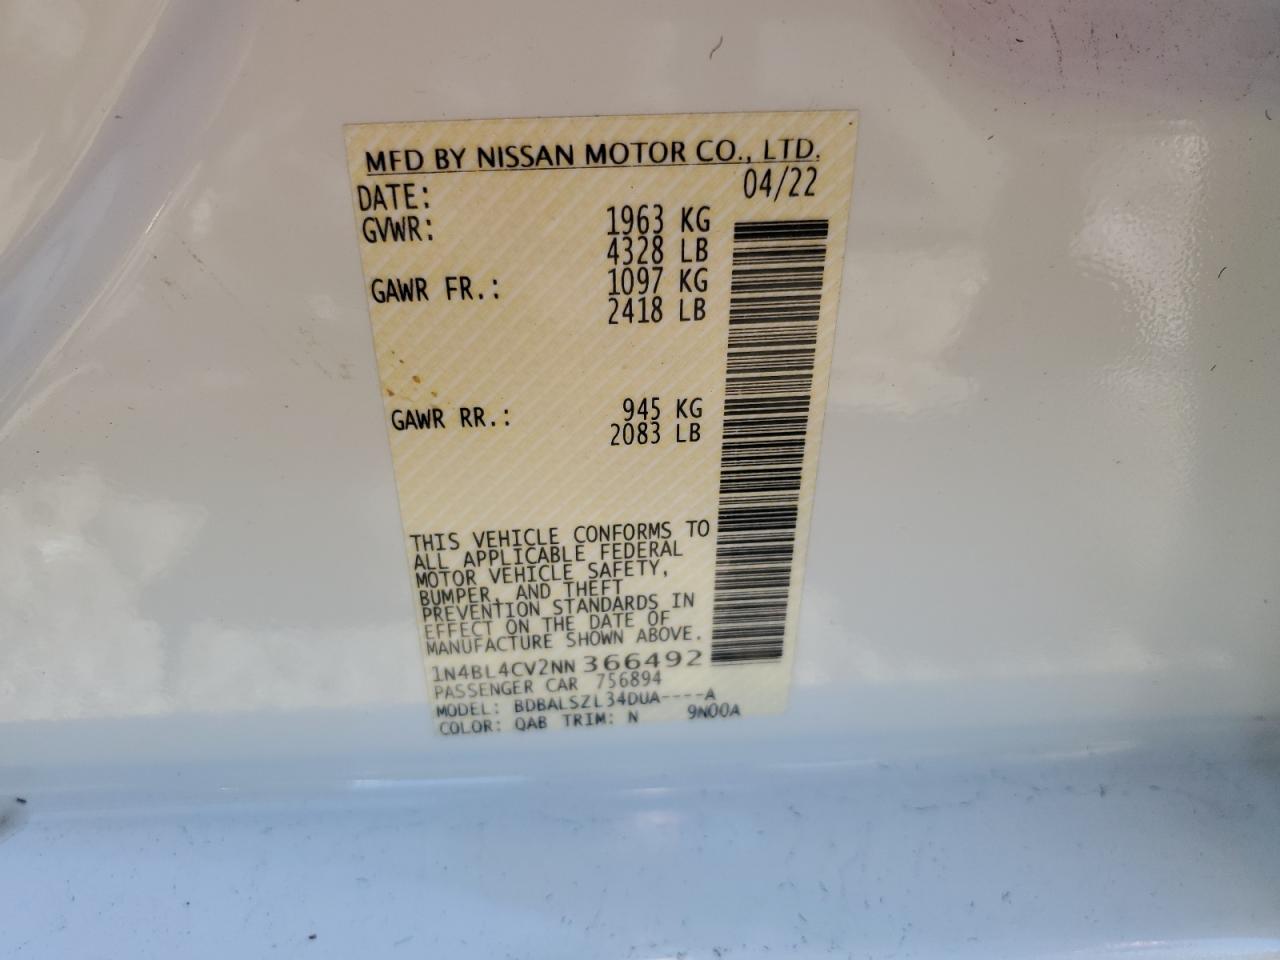 MFD BY NISSAN MOTOR CO., LTD.
DATE: 04/22
GVWR: 1963 KG
4328 LB
GAWR FR.: 1097 KG
2418 LB
GAWR RR.: 945 KG
2083 LB
THIS VEHICLE CONFORMS TO
ALL APPLICABLE FEDERAL
MOTOR VEHICLE SAFETY,
BUMPER, AND THEFT
PREVENTION STANDARDS IN
EFFECT ON THE DATE OF
MANUFACTURE SHOWN ABOVE.
1N4BL4CV2NN366492
PASSENGER CAR 756894
MODEL: BDBALSZL34DUA----A
COLOR: QAB TRIM: N 9N00A